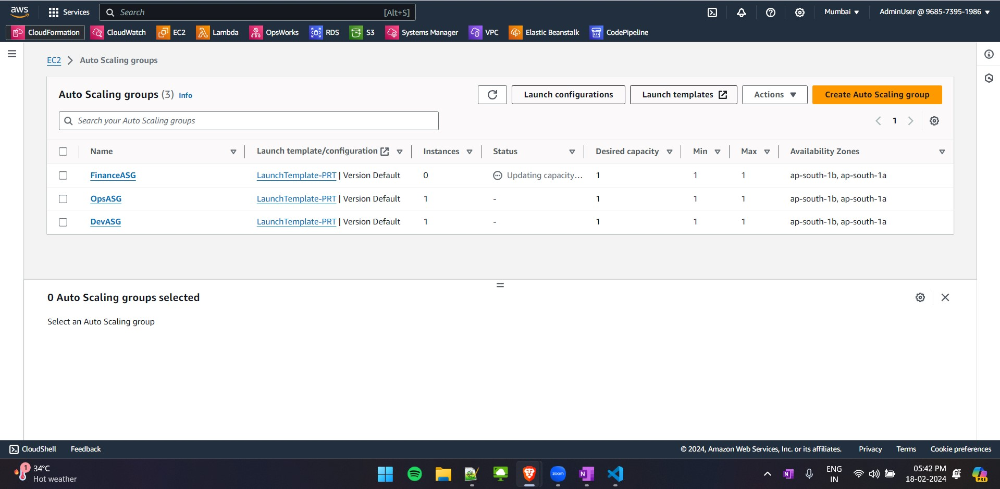 aws Services Search [Alt+S] Mumbai AdminUser @ 9685-7395-1986
CloudFormation CloudWatch EC2 Lambda OpsWorks RDS S3 Systems Manager VPC Elastic Beanstalk CodePipeline
EC2 Auto Scaling groups
Auto Scaling groups (3) Info Launch configurations Launch templates Actions Create Auto Scaling group
Search your Auto Scaling groups 1
Name Launch template/configuration Instances Status Desired capacity Min Max Availability Zones
FinanceASG LaunchTemplate-PRT | Version Default 0 Updating capacity... 1 1 1 ap-south-1b, ap-south-1a
OpsASG LaunchTemplate-PRT | Version Default 1 - 1 1 1 ap-south-1b, ap-south-1a
DevASG LaunchTemplate-PRT | Version Default 1 - 1 1 1 ap-south-1b, ap-south-1a
0 Auto Scaling groups selected
Select an Auto Scaling group
CloudShell Feedback © 2024, Amazon Web Services, Inc. or its affiliates. Privacy Terms Cookie preferences
1 34°C zoom N N ENG 05:42 PM
Hot weather IN 18-02-2024 PRE